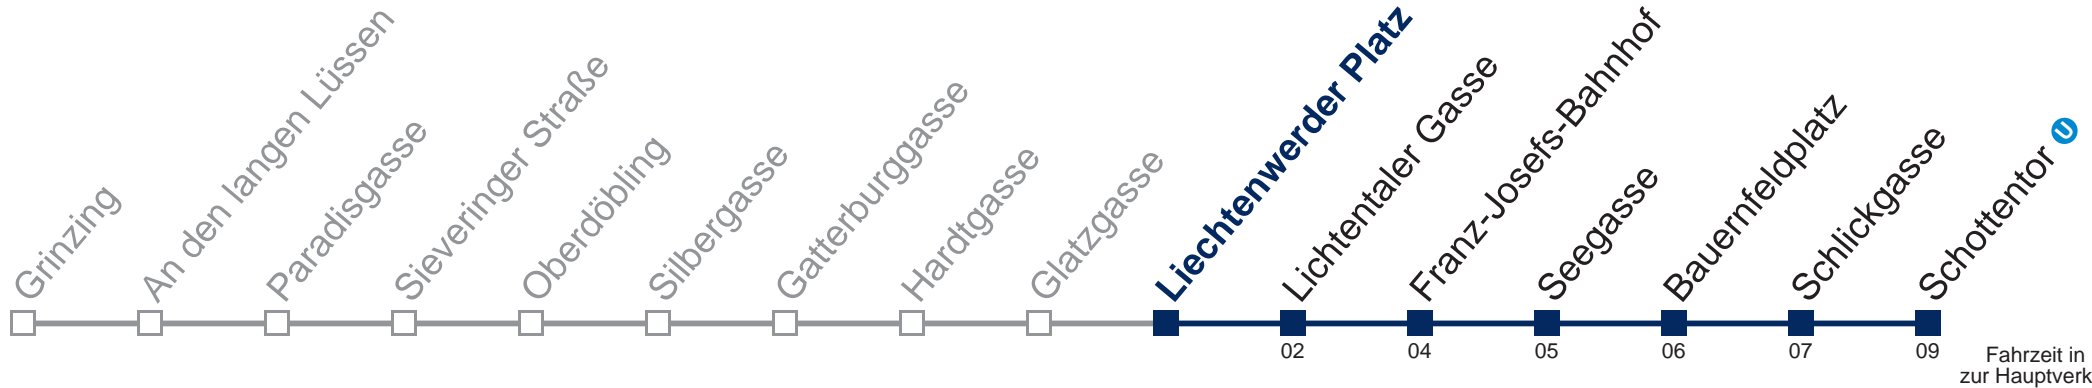 Grinzing
An den langen Lüssen
Paradisgasse
Sieveringer Straße
Oberdöbling
Silbergasse
Gatterburggasse
Hardtgasse
Glatzgasse
Liechtenwerder Platz
Lichtentaler Gasse
Franz-Josefs-Bahnhof
Seegasse
Bauernfeldplatz
Schlickgasse
Schottentor U
02
04
05
06
07
09
Fahrzeit in
zur Hauptverk